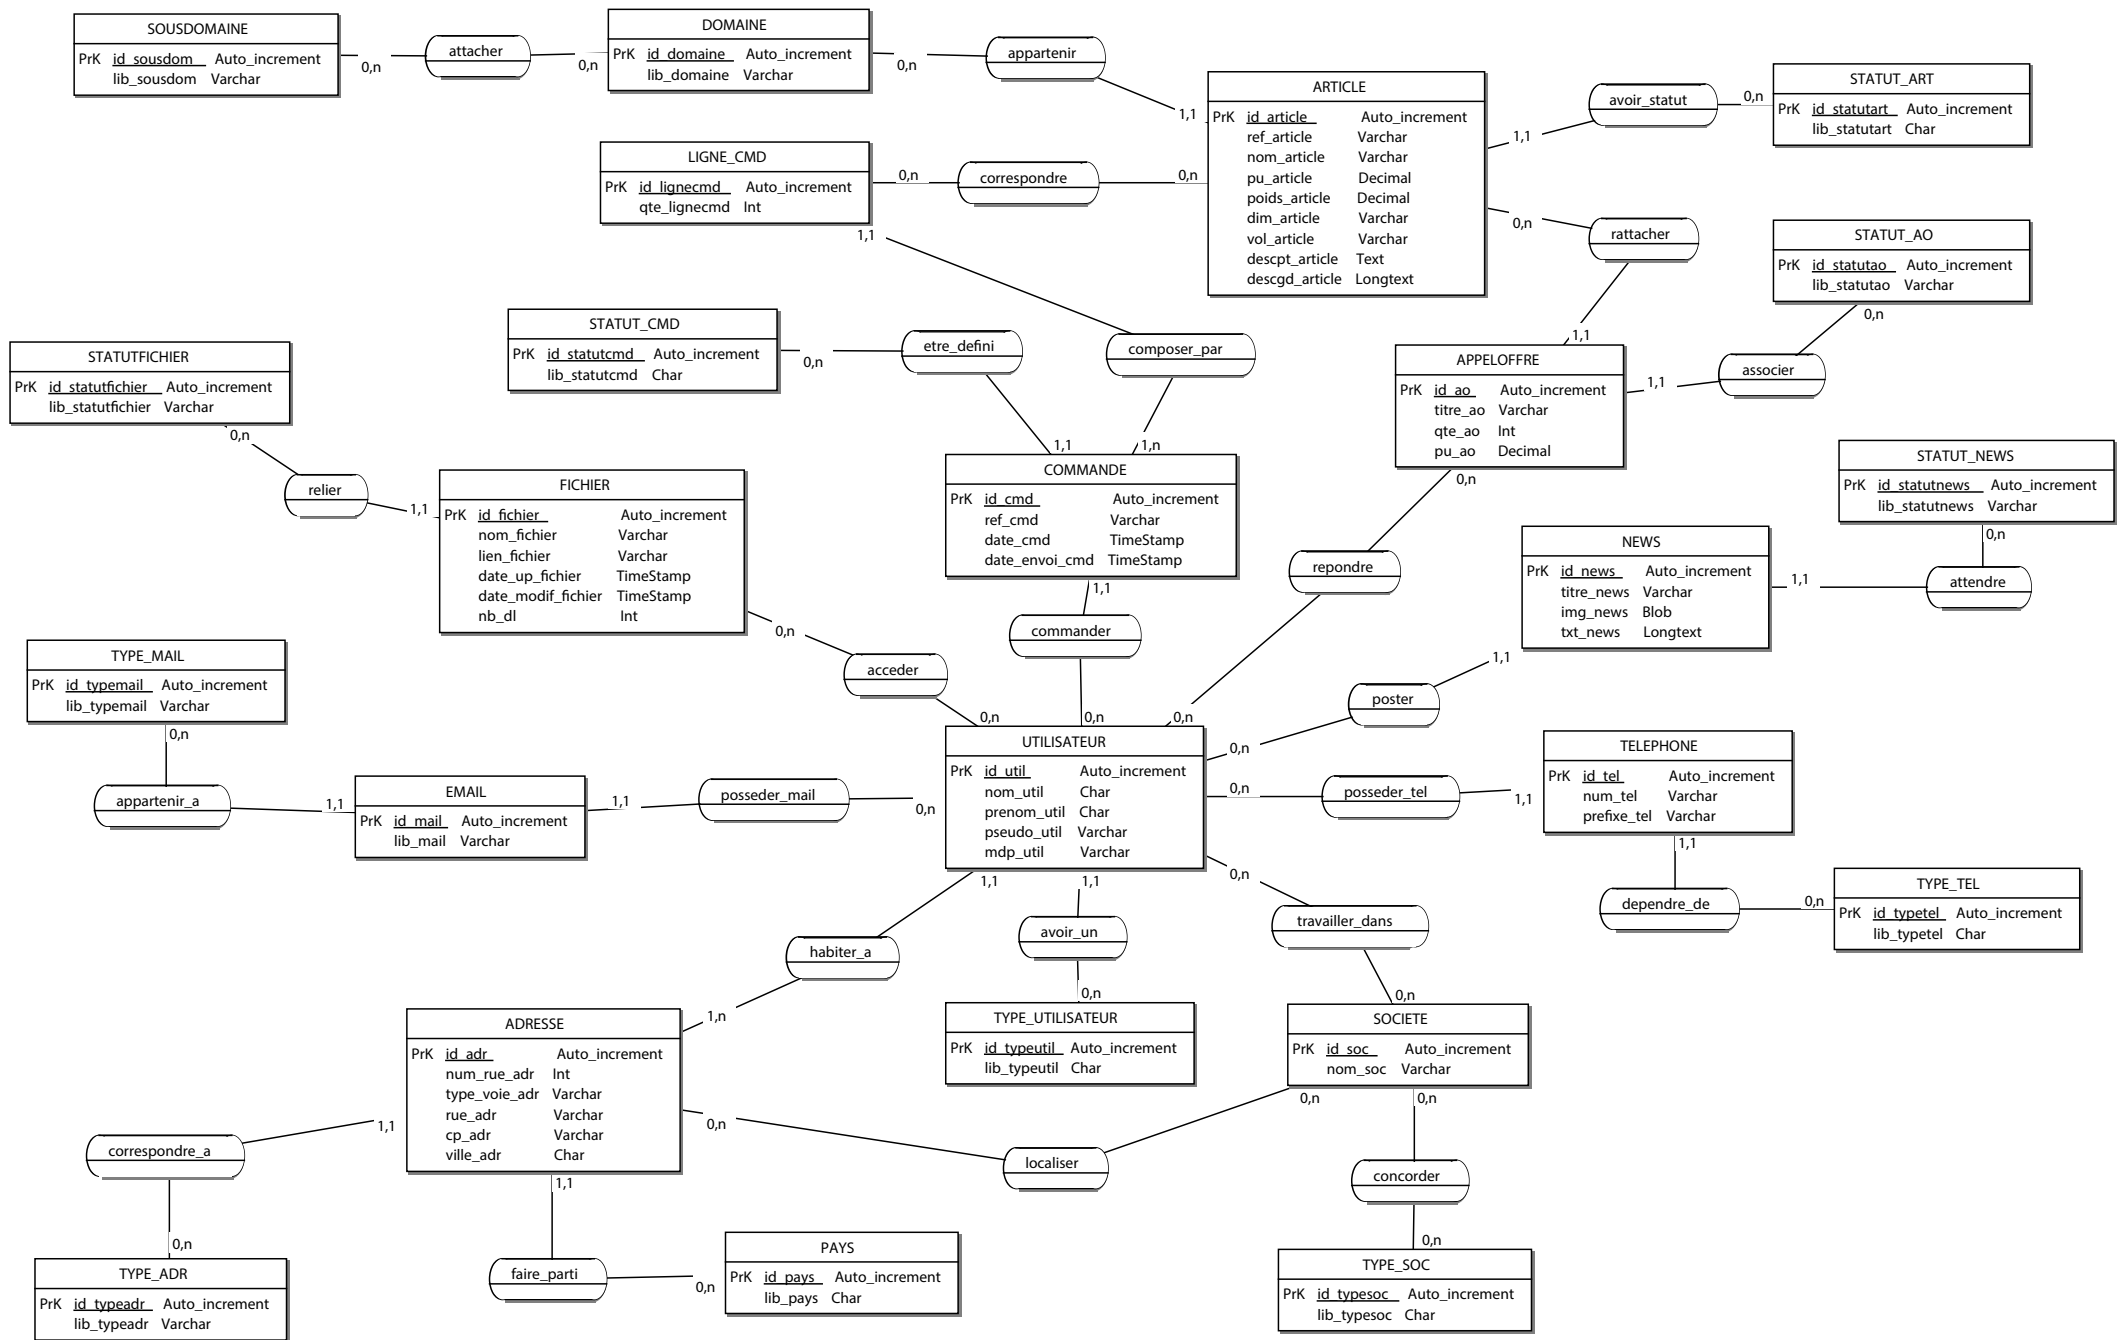 SOUSDOMAINE
PrK id_sousdom Auto_increment
lib_sousdom Varchar
0,n
attacher
0,n
DOMAINE
PrK id_domaine Auto_increment
lib_domaine Varchar
0,n
appartenir
1,1
ARTICLE
PrK id_article Auto_increment
ref_article Varchar
nom_article Varchar
pu_article Decimal
poids_article Decimal
dim_article Varchar
vol_article Varchar
descpt_article Text
descgd_article Longtext
1,1
avoir_statut
0,n
STATUT_ART
PrK id_statutart Auto_increment
lib_statutart Char
LIGNE_CMD
PrK id_lignecmd Auto_increment
qte_lignecmd Int
0,n
correspondre
0,n
1,1
composer_par
1,n
0,n
rattacher
1,1
STATUT_AO
PrK id_statutao Auto_increment
lib_statutao Varchar
0,n
associer
1,1
APPELOFFRE
PrK id_ao Auto_increment
titre_ao Varchar
qte_ao Int
pu_ao Decimal
0,n
repondre
0,n
STATUT_CMD
PrK id_statutcmd Auto_increment
lib_statutcmd Char
0,n
etre_defini
1,1
STATUTFICHIER
PrK id_statutfichier Auto_increment
lib_statutfichier Varchar
0,n
relier
1,1
FICHIER
PrK id_fichier Auto_increment
nom_fichier Varchar
lien_fichier Varchar
date_up_fichier TimeStamp
date_modif_fichier TimeStamp
nb_dl Int
0,n
acceder
0,n
COMMANDE
PrK id_cmd Auto_increment
ref_cmd Varchar
date_cmd TimeStamp
date_envoi_cmd TimeStamp
1,1
commander
0,n
STATUT_NEWS
PrK id_statutnews Auto_increment
lib_statutnews Varchar
0,n
attendre
1,1
NEWS
PrK id_news Auto_increment
titre_news Varchar
img_news Blob
txt_news Longtext
1,1
poster
0,n
TYPE_MAIL
PrK id_typemail Auto_increment
lib_typemail Varchar
0,n
appartenir_a
1,1
EMAIL
PrK id_mail Auto_increment
lib_mail Varchar
1,1
posseder_mail
0,n
UTILISATEUR
PrK id_util Auto_increment
nom_util Char
prenom_util Char
pseudo_util Varchar
mdp_util Varchar
0,n
posseder_tel
1,1
TELEPHONE
PrK id_tel Auto_increment
num_tel Varchar
prefixe_tel Varchar
1,1
dependre_de
0,n
TYPE_TEL
PrK id_typetel Auto_increment
lib_typetel Char
1,1
habiter_a
1,n
1,1
avoir_un
0,n
TYPE_UTILISATEUR
PrK id_typeutil Auto_increment
lib_typeutil Char
0,n
travailler_dans
0,n
SOCIETE
PrK id_soc Auto_increment
nom_soc Varchar
ADRESSE
PrK id_adr Auto_increment
num_rue_adr Int
type_voie_adr Varchar
rue_adr Varchar
cp_adr Varchar
ville_adr Char
0,n
localiser
0,n
0,n
concorder
0,n
TYPE_SOC
PrK id_typesoc Auto_increment
lib_typesoc Char
1,1
correspondre_a
0,n
TYPE_ADR
PrK id_typeadr Auto_increment
lib_typeadr Varchar
1,1
faire_parti
0,n
PAYS
PrK id_pays Auto_increment
lib_pays Char